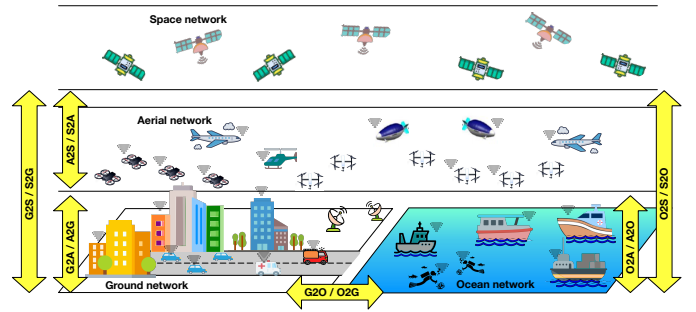 Space network
Aerial network
A2S / S2A
G2S / S2G
G2A / A2G
O2A / A2O
O2S / S2O
Ground network
G2O / O2G
Ocean network